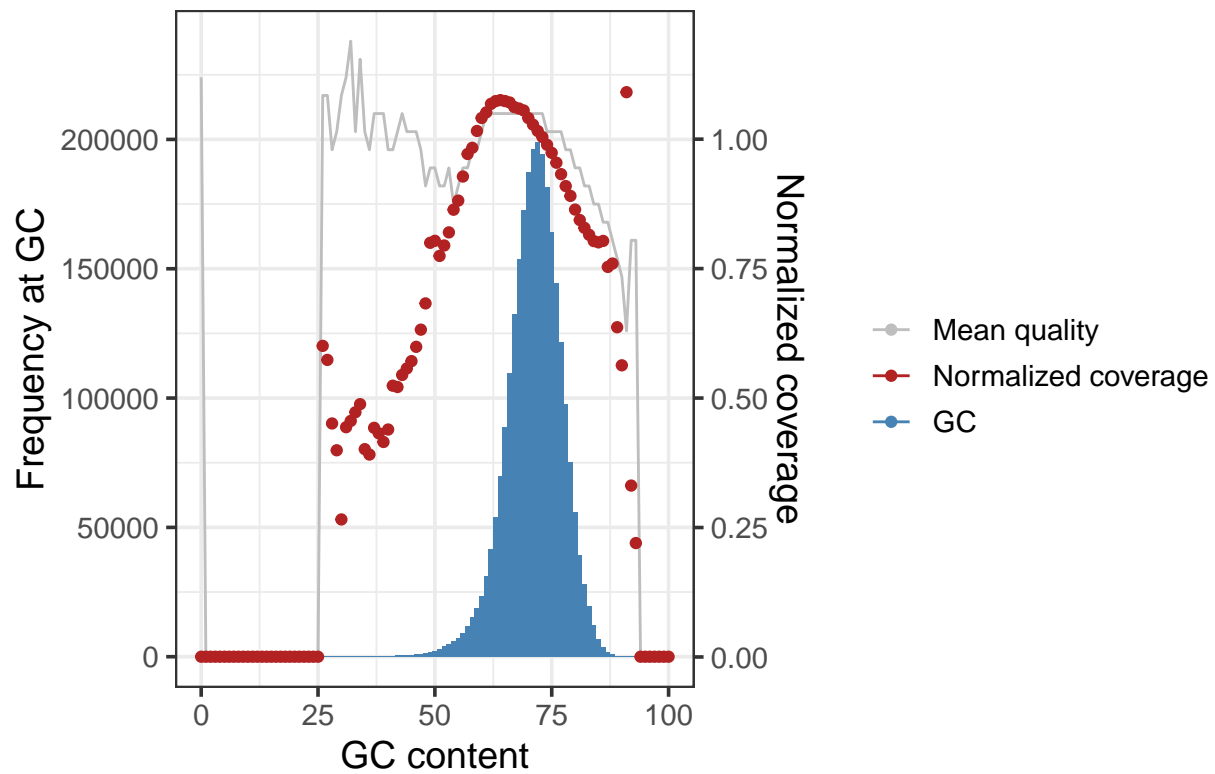 Frequency at GC
200000
150000
100000
50000
0
1.00
0.75
0.50
0.25
0.00
Normalized coverage
0 25 50 75 100
GC content
Mean quality
Normalized coverage
GC